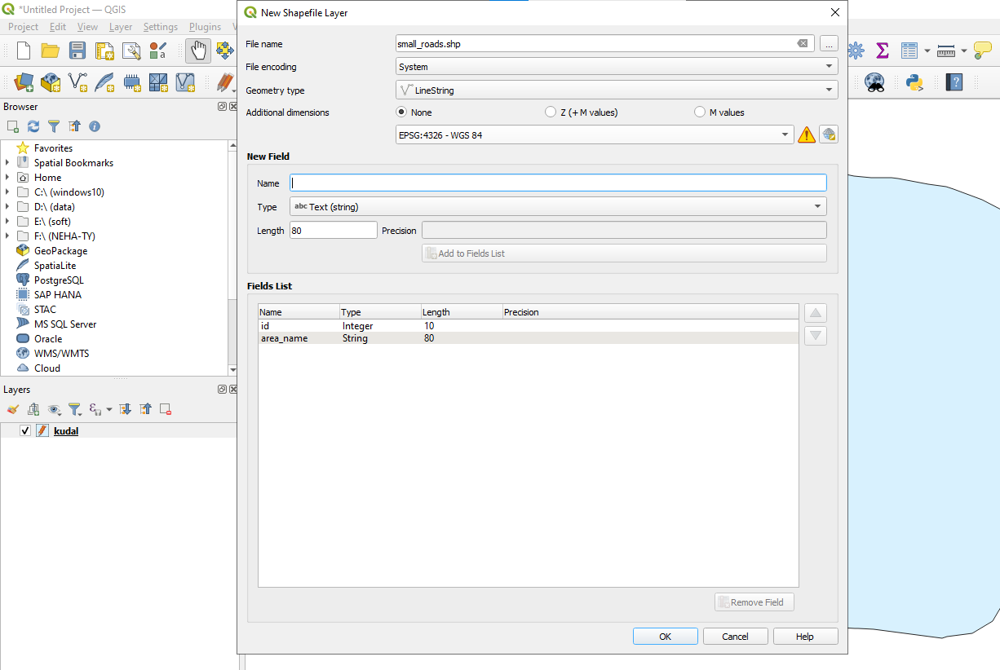 *Untitled Project — QGIS
Project Edit View Layer Settings Plugins
Browser
Favorites
Spatial Bookmarks
Home
C:\ (windows10)
D:\ (data)
E:\ (soft)
F:\ (NEHA-TY)
GeoPackage
SpatiaLite
PostgreSQL
SAP HANA
STAC
MS SQL Server
Oracle
WMS/WMTS
Cloud
Layers
kudal
New Shapefile Layer
File name small_roads.shp ...
File encoding System
Geometry type LineString
Additional dimensions None Z (+ M values) M values
EPSG:4326 - WGS 84
New Field
Name
Type abc Text (string)
Length 80 Precision
Add to Fields List
Fields List
Name Type Length Precision
id Integer 10
area_name String 80
Remove Field
OK Cancel Help